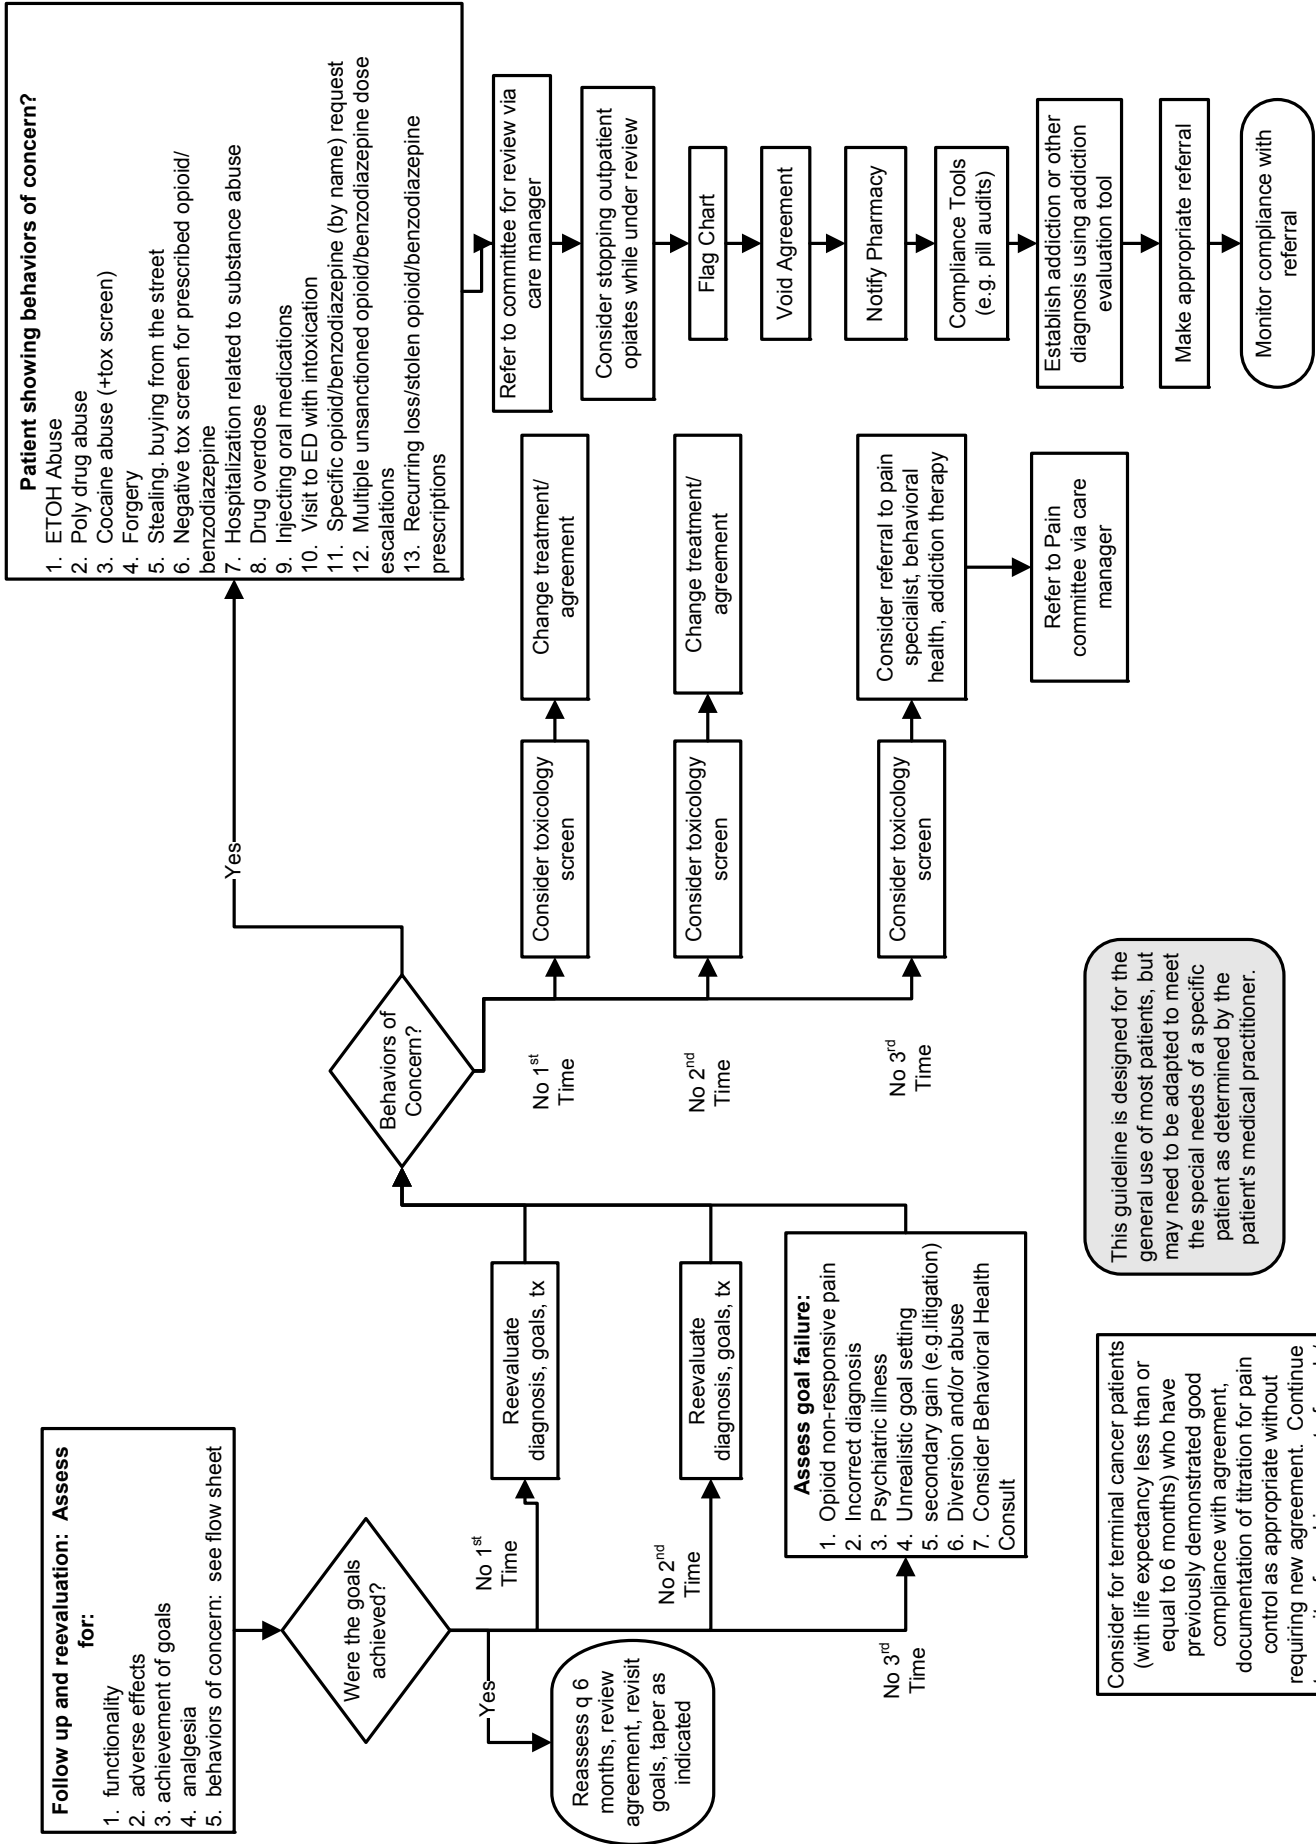 Follow up and reevaluation:  Assess
for:
1.  functionality
2.  adverse effects
3. achievement of goals
4.  analgesia
5.  behaviors of concern:  see flow sheet
Were the goals
achieved?
Yes
Reassess q 6
months, review
agreement, revisit
goals, taper as
indicated
No 1st
Time
Reevaluate
diagnosis, goals, tx
No 2nd
Time
Reevaluate
diagnosis, goals, tx
No 3rd
Time
Assess goal failure:
1.  Opioid non-responsive pain
2.  Incorrect diagnosis
3.  Psychiatric illness
4.  Unrealistic goal setting
5.  secondary gain (e.g.litigation)
6.  Diversion and/or abuse
7.  Consider Behavioral Health
Consult
Behaviors of
Concern?
Yes
No 1st
Time
Consider toxicology
screen
Change treatment/
agreement
No 2nd
Time
Consider toxicology
screen
Change treatment/
agreement
No 3rd
Time
Consider toxicology
screen
Consider referral to pain
specialist, behavioral
health, addiction therapy
Refer to Pain
committee via care
manager
Patient showing behaviors of concern?
1.  ETOH Abuse
2.  Poly drug abuse
3.  Cocaine abuse (+tox screen)
4.  Forgery
5.  Stealing. buying from the street
6.  Negative tox screen for prescribed opioid/
benzodiazepine
7.  Hospitalization related to substance abuse
8.  Drug overdose
9.  Injecting oral medications
10.  Visit to ED with intoxication
11.  Specific opioid/benzodiazepine (by name) request
12.  Multiple unsanctioned opioid/benzodiazepine dose
escalations
13.  Recurring loss/stolen opioid/benzodiazepine
prescriptions
Refer to committee for review via
care manager
Consider stopping outpatient
opiates while under review
Flag Chart
Void Agreement
Notify Pharmacy
Compliance Tools
(e.g. pill audits)
Establish addiction or other
diagnosis using addiction
evaluation tool
Make appropriate referral
Monitor compliance with
referral
Consider for terminal cancer patients
(with life expectancy less than or
equal to 6 months) who have
previously demonstrated good
compliance with agreement,
documentation of titration for pain
control as appropriate without
requiring new agreement.  Continue
This guideline is designed for the
general use of most patients, but
may need to be adapted to meet
the special needs of a specific
patient as determined by the
patient's medical practitioner.